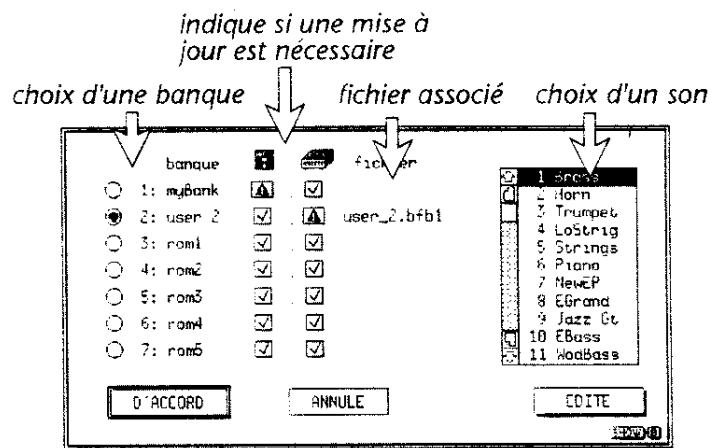 indique si une mise à
jour est nécessaire
choix d'une banque
fichier associé
choix d'un son
banque
fichier
1: myBank
2: user 2
user_2.bfb1
3: rom1
4: rom2
5: rom3
6: rom4
7: rom5
1 Brass
2 Horn
3 Trumpet
4 LoStrig
5 Strings
6 Piano
7 NewEP
8 EGrand
9 Jazz Gt
10 EBass
11 WodBass
D'ACCORD
ANNULE
EDITE